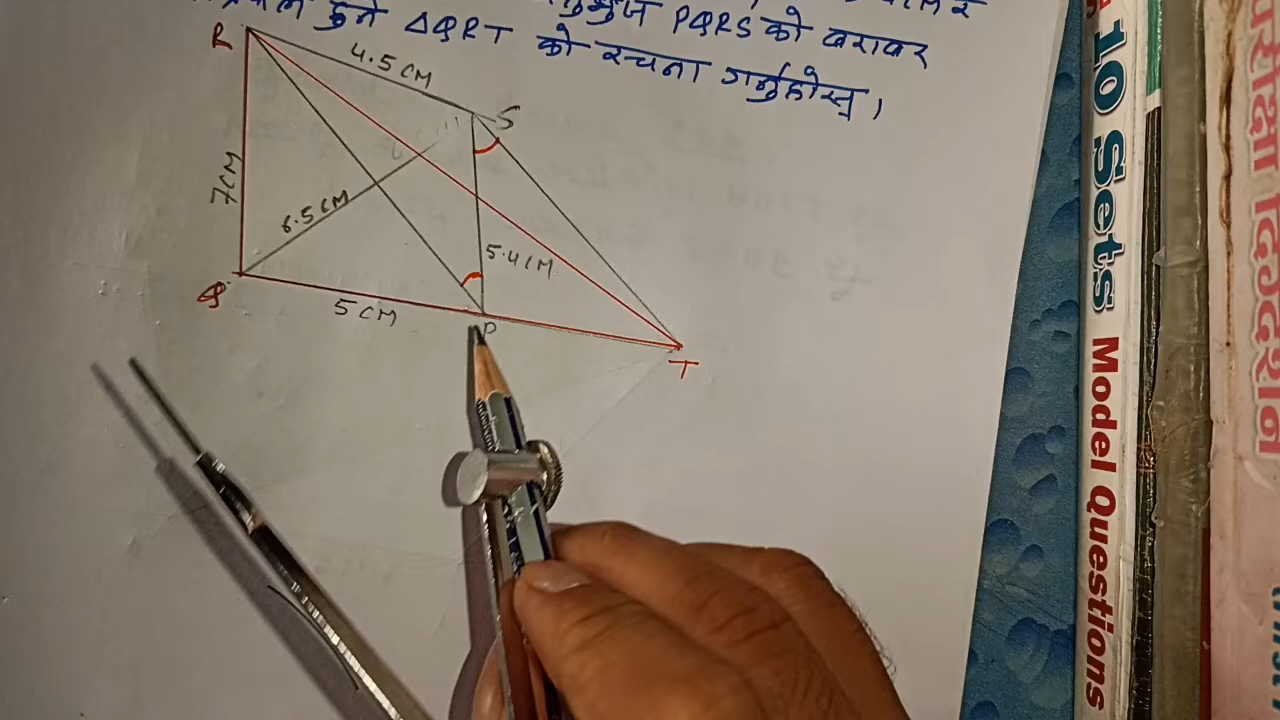 PQRS को बराबर
ΔQRT को रचना गर्नुहोस् ।
R
4.5 CM
S
7CM
6.5 CM
5.4 CM
Q
5 CM
P
T
10 Sets Model Questions